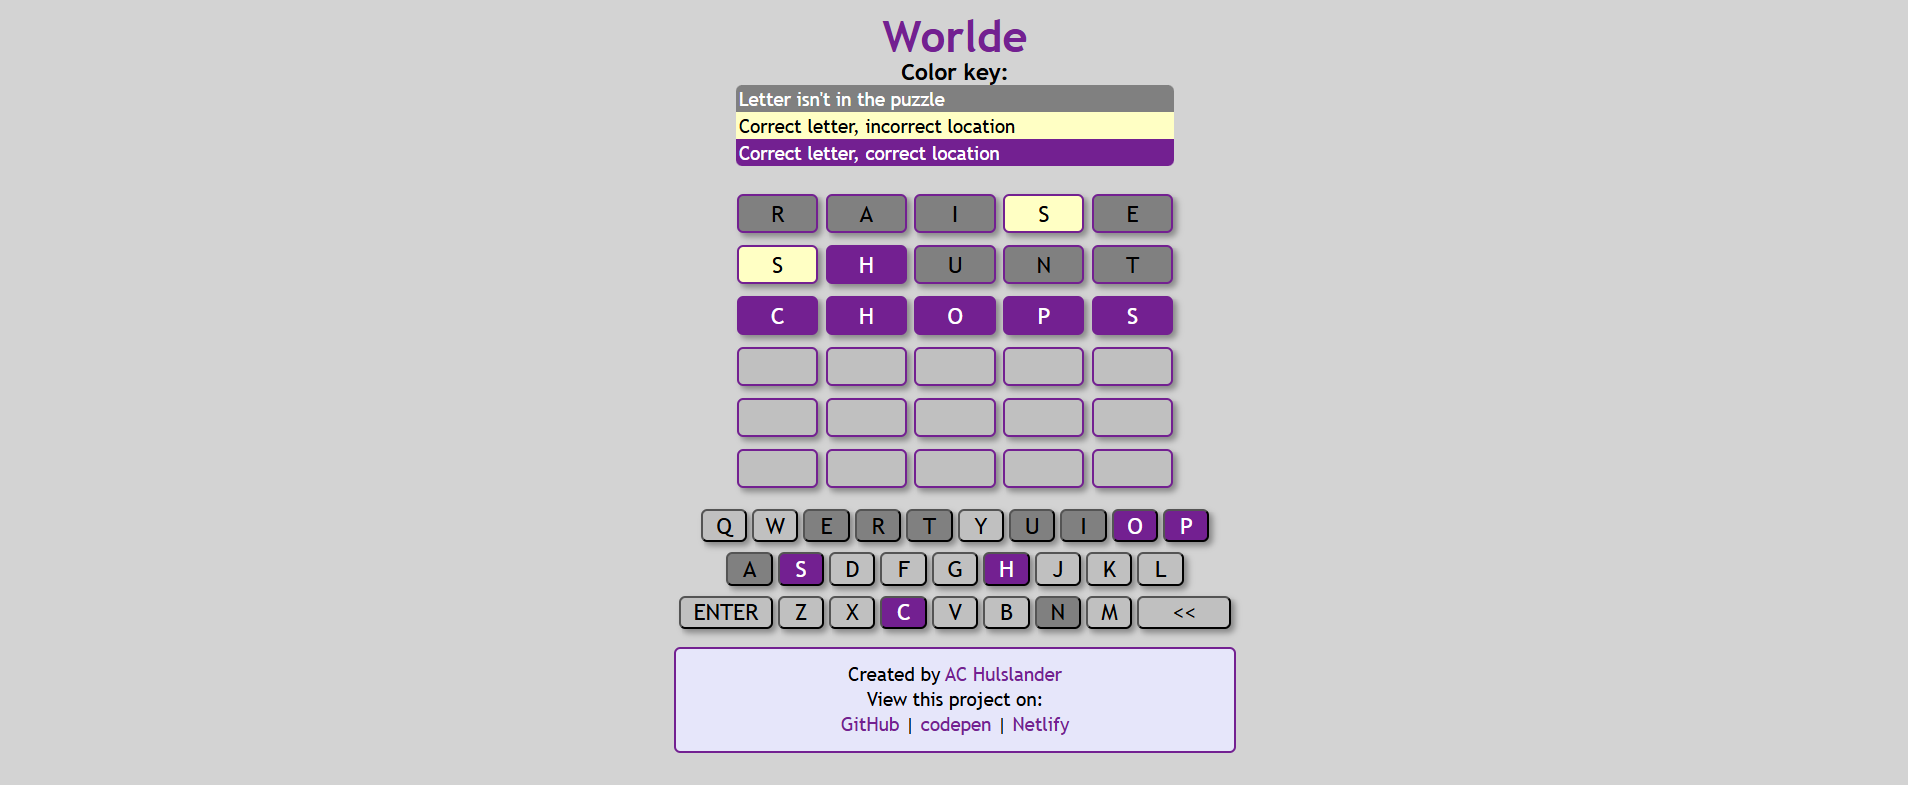 Worlde
Color key:
Letter isn't in the puzzle
Correct letter, incorrect location
Correct letter, correct location
R A I S E
S H U N T
C H O P S
Q W E R T Y U I O P
A S D F G H J K L
ENTER Z X C V B N M <<
Created by AC Hulslander
View this project on:
GitHub | codepen | Netlify